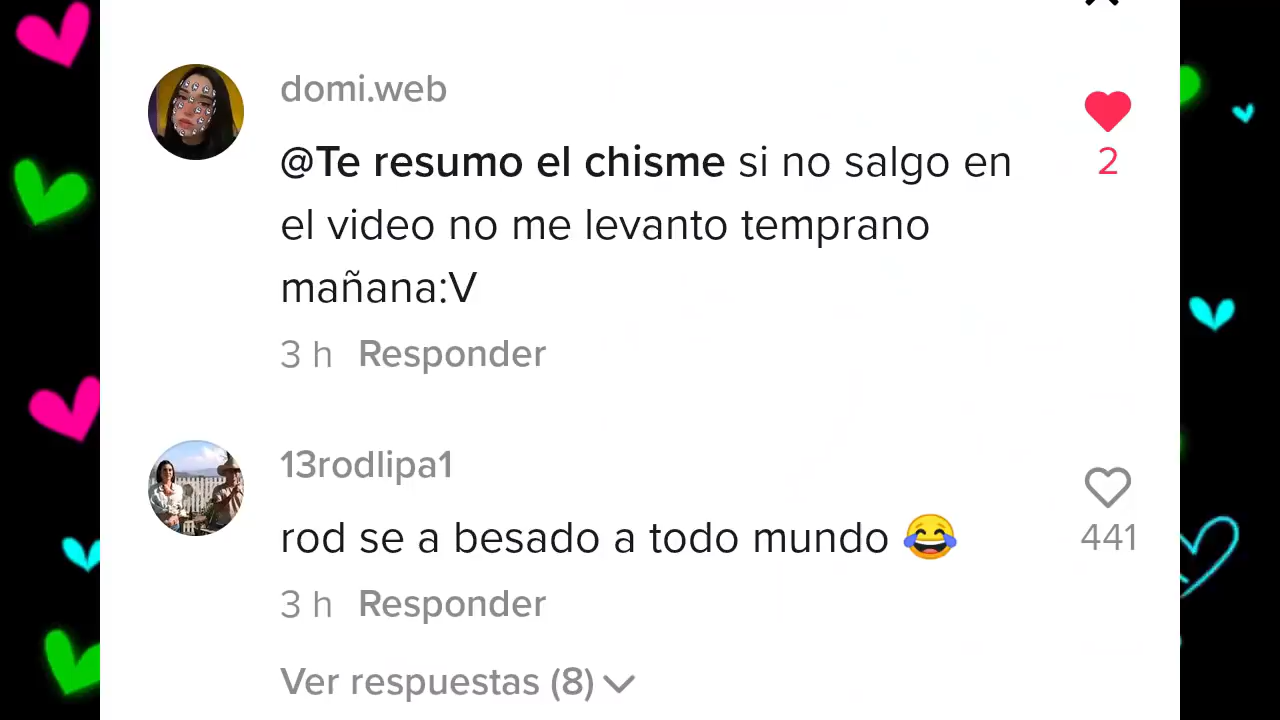 domi.web
@Te resumo el chisme si no salgo en
2
el video no me levanto temprano
mañana:V
3 h Responder
13rodlipa1
rod se a besado a todo mundo 😂
441
3 h Responder
Ver respuestas (8)